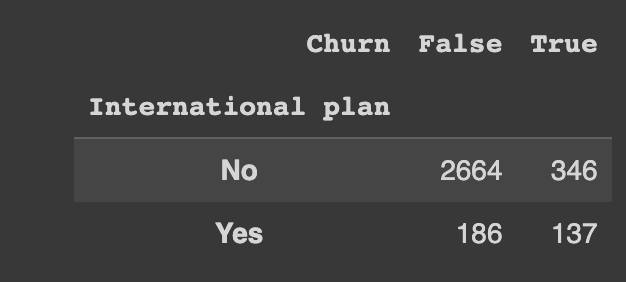 Churn False True
International plan
No 2664 346
Yes 186 137